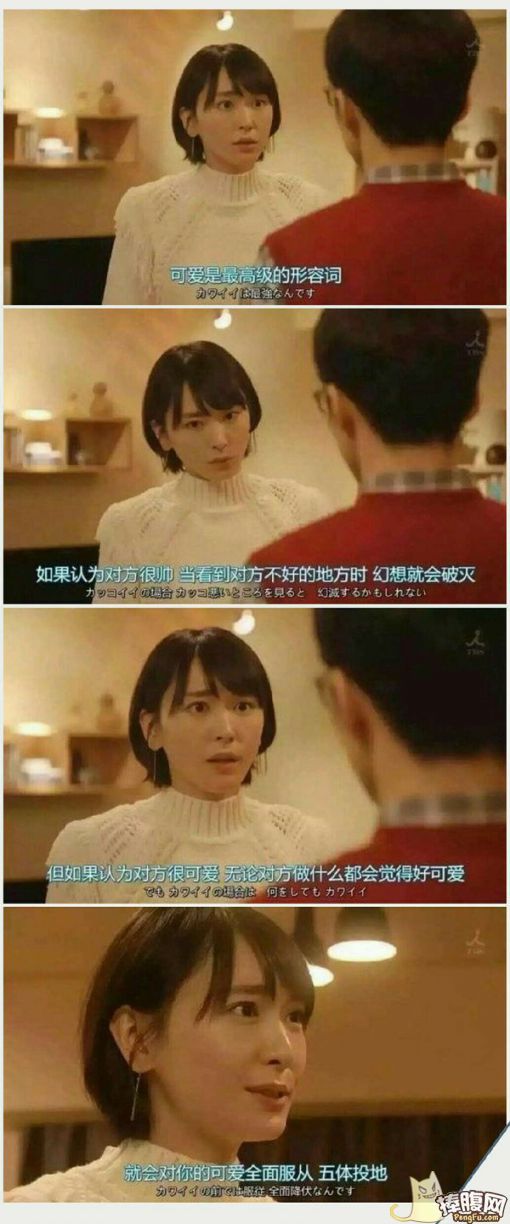 TBS
可爱是最高级的形容词
カワイイは最強なんです
TBS
如果认为对方很帅 当看到对方不好的地方时 幻想就会破灭
カッコイイの場合 カッコ悪いところを見ると 幻滅するかもしれない
TBS
但如果认为对方很可爱 无论对方做什么都会觉得好可爱
でも カワイイの場合は 何をしても カワイイ
TBS
就会对你的可爱全面服从 五体投地
カワイイの前では服従 全面降伏なんです
捧腹网
PengFu.com